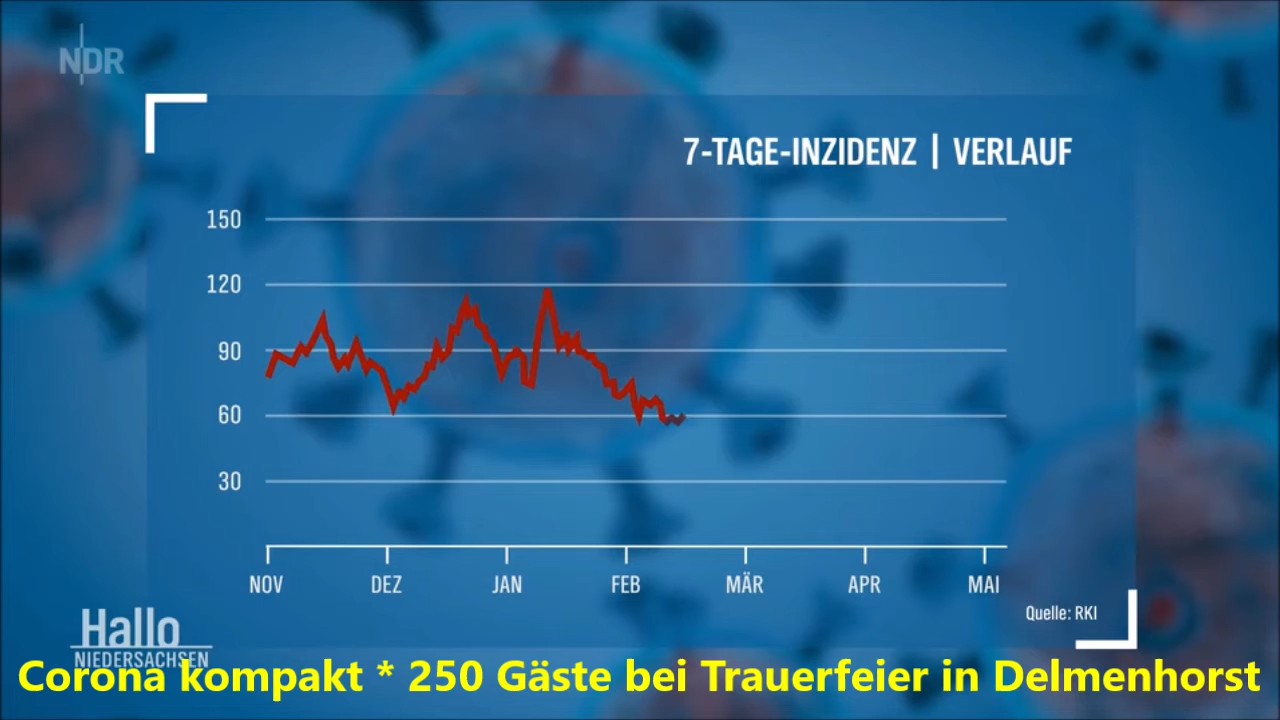 NDR
7-TAGE-INZIDENZ | VERLAUF
150
120
90
60
30
NOV DEZ JAN FEB MÄR APR MAI
Quelle: RKI
Hallo
NIEDERSACHSEN
Corona kompakt * 250 Gäste bei Trauerfeier in Delmenhorst